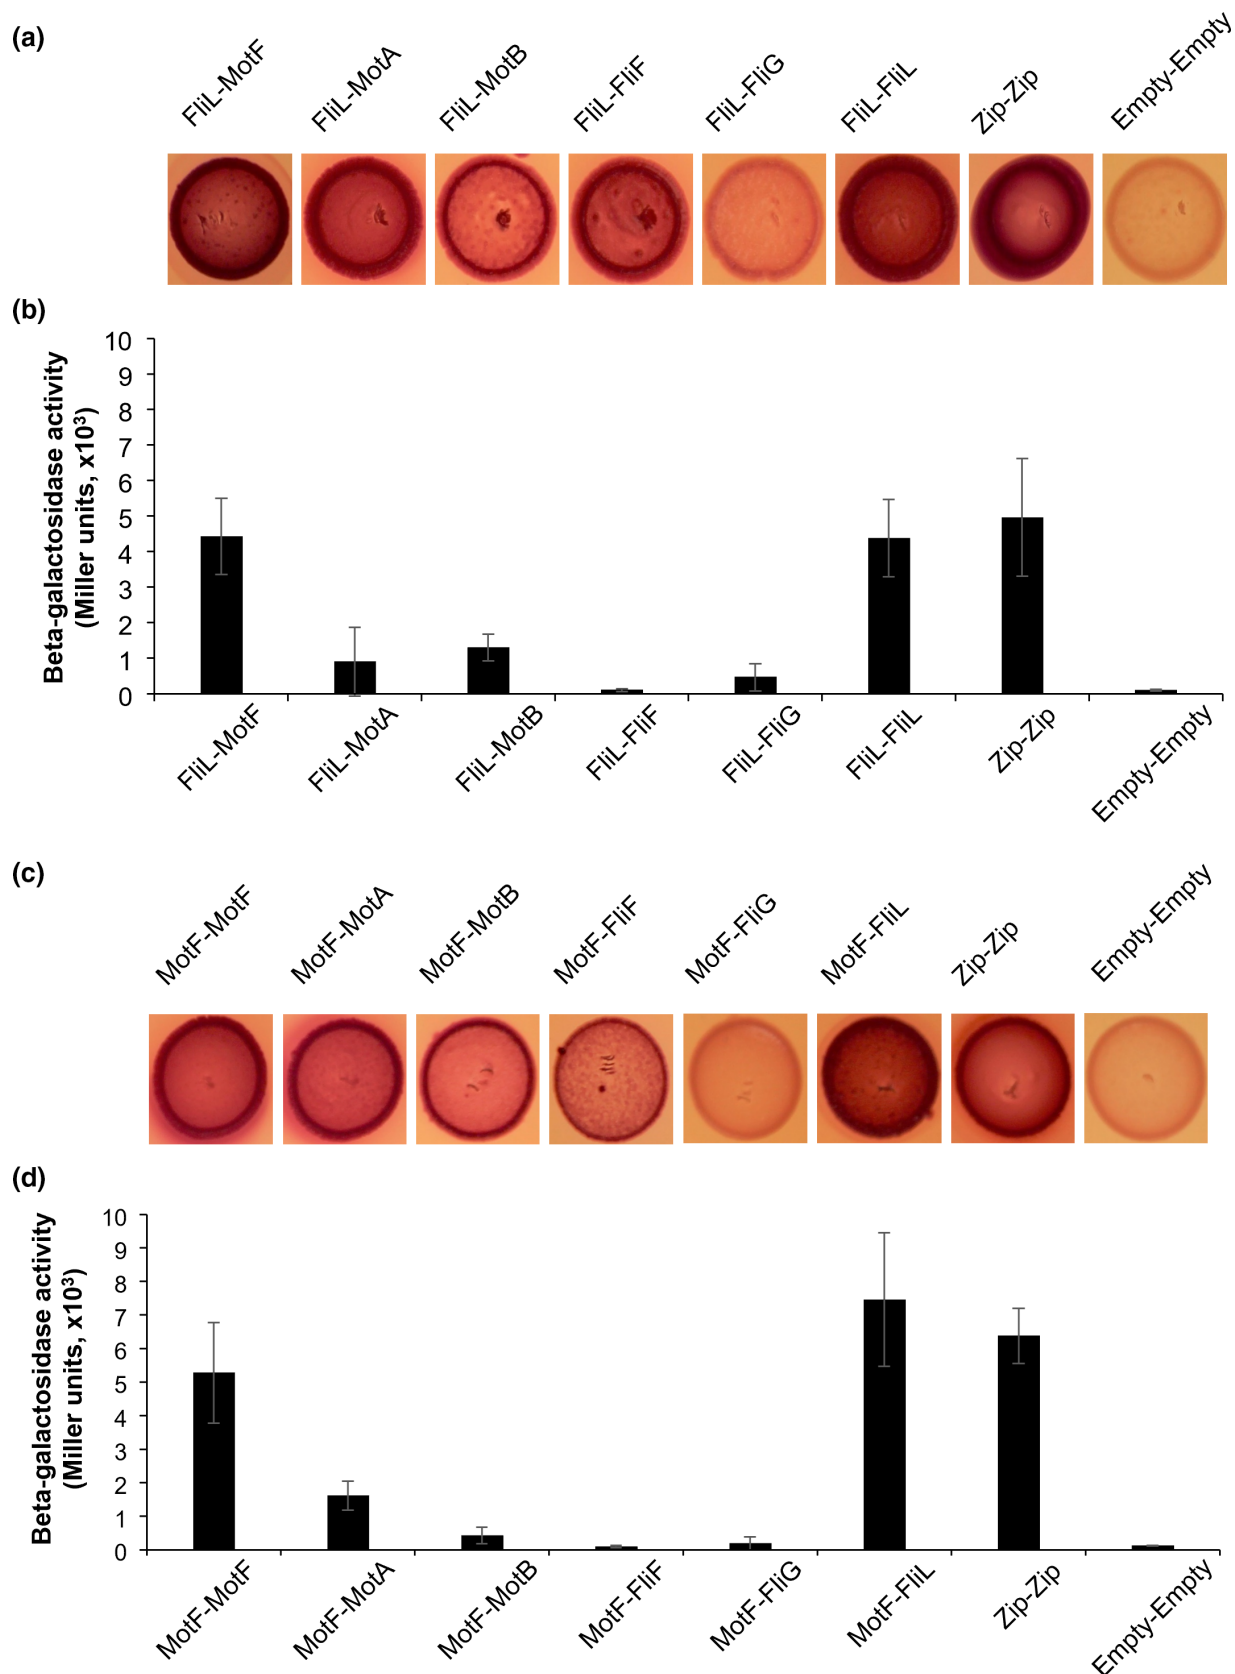 (a)
FliL-MotF
FliL-MotA
FliL-MotB
FliL-FliF
FliL-FliG
FliL-FliL
Zip-Zip
Empty-Empty
(b)
Beta-galactosidase activity
(Miller units, x10³)
10
9
8
7
6
5
4
3
2
1
0
FliL-MotF
FliL-MotA
FliL-MotB
FliL-FliF
FliL-FliG
FliL-FliL
Zip-Zip
Empty-Empty
(c)
MotF-MotF
MotF-MotA
MotF-MotB
MotF-FliF
MotF-FliG
MotF-FliL
Zip-Zip
Empty-Empty
(d)
Beta-galactosidase activity
(Miller units, x10³)
10
9
8
7
6
5
4
3
2
1
0
MotF-MotF
MotF-MotA
MotF-MotB
MotF-FliF
MotF-FliG
MotF-FliL
Zip-Zip
Empty-Empty